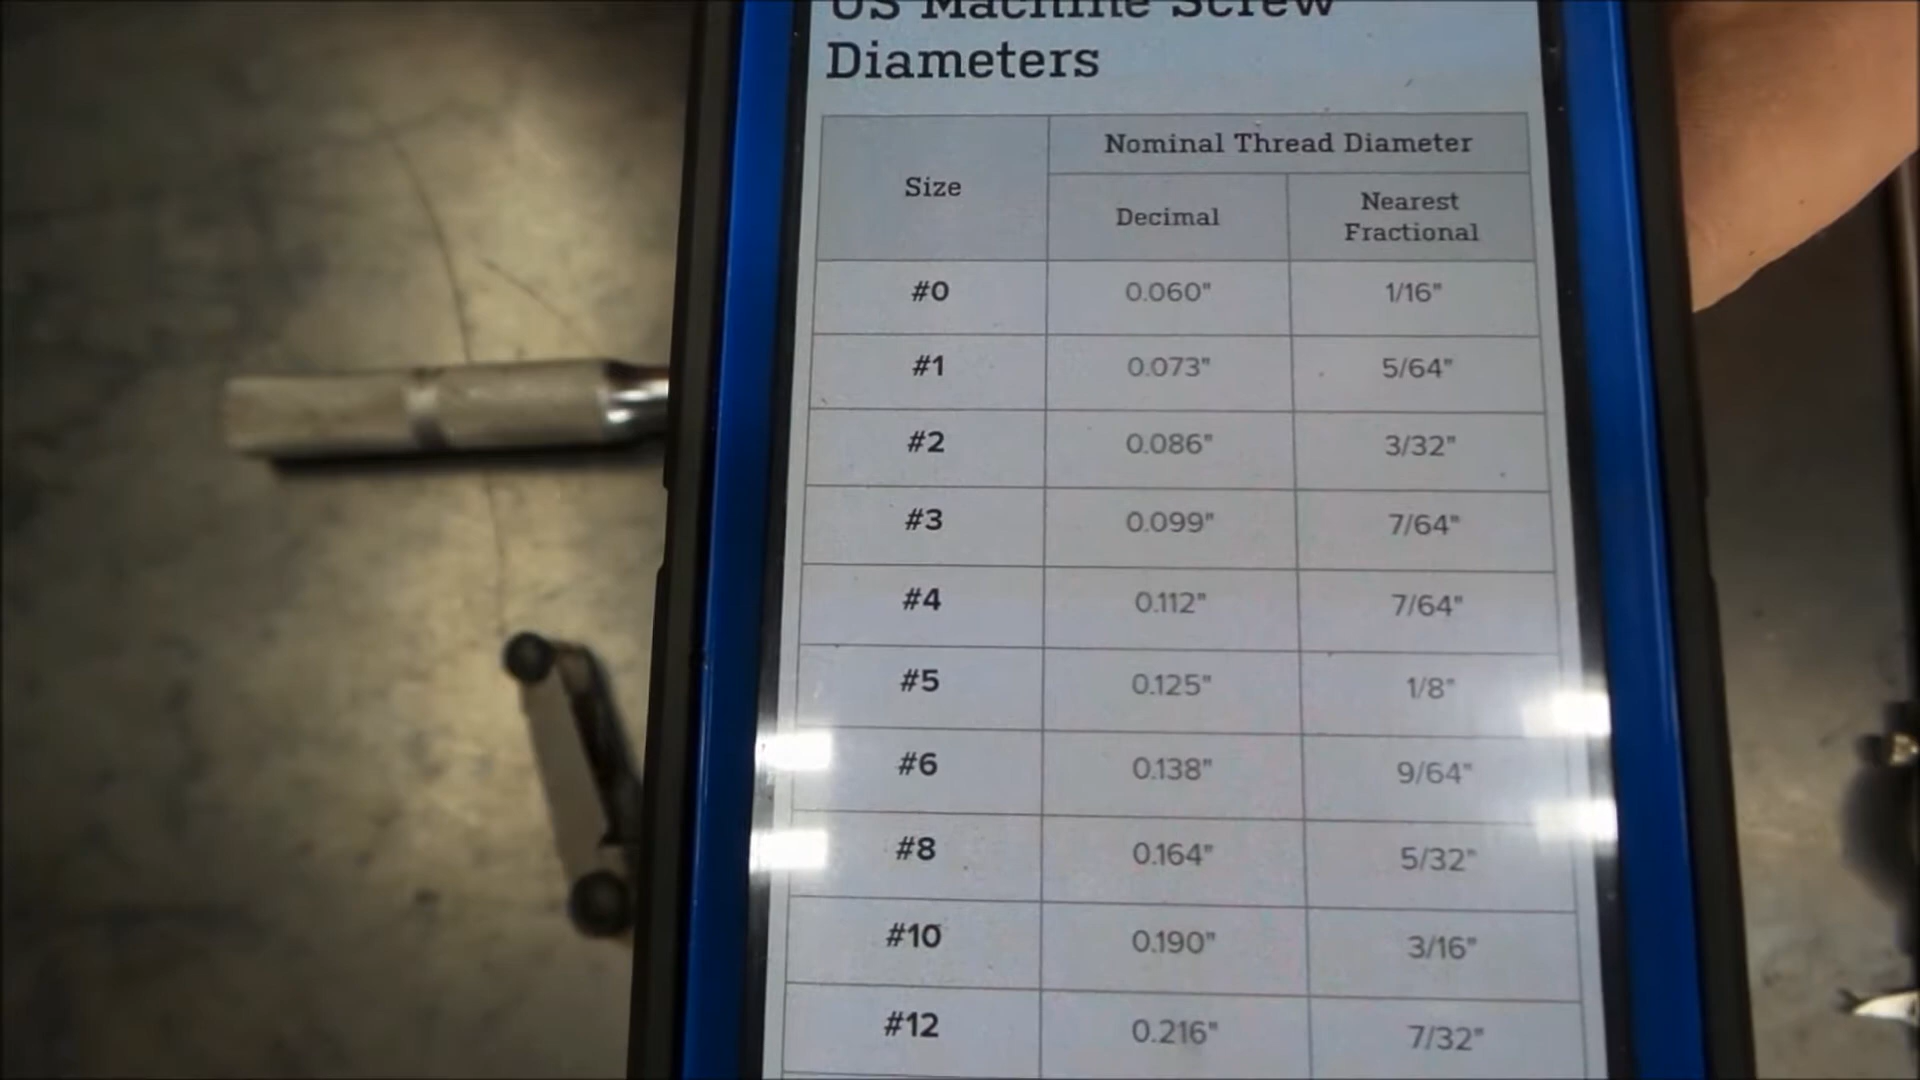 US Machine Screw
Diameters
Size
Nominal Thread Diameter
Decimal
Nearest
Fractional
#0 0.060" 1/16"
#1 0.073" 5/64"
#2 0.086" 3/32"
#3 0.099" 7/64"
#4 0.112" 7/64"
#5 0.125" 1/8"
#6 0.138" 9/64"
#8 0.164" 5/32"
#10 0.190" 3/16"
#12 0.216" 7/32"